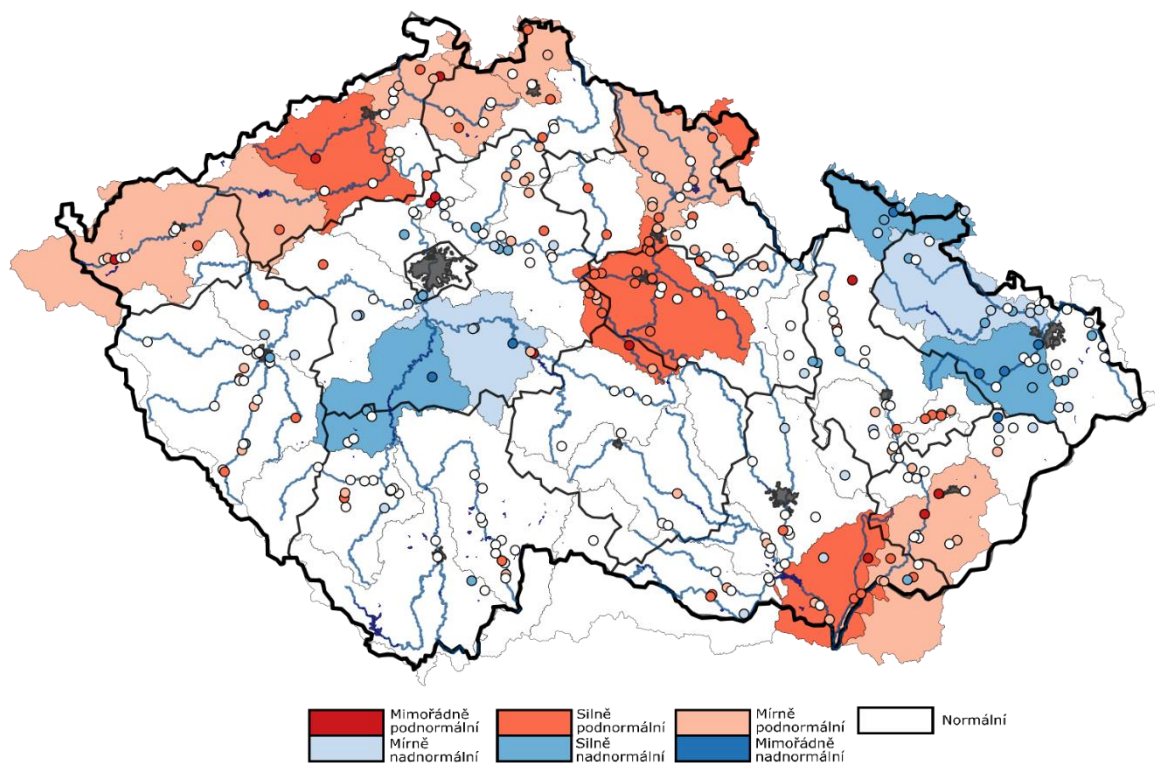 Mimořádně
podnormální
Silně
podnormální
Mírně
podnormální
Normální
Mírně
nadnormální
Silně
nadnormální
Mimořádně
nadnormální